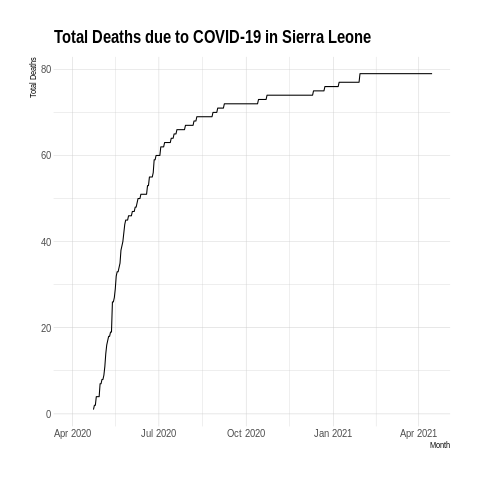 Total Deaths due to COVID-19 in Sierra Leone
Total Deaths
80
60
40
20
0
Apr 2020 Jul 2020 Oct 2020 Jan 2021 Apr 2021
Month